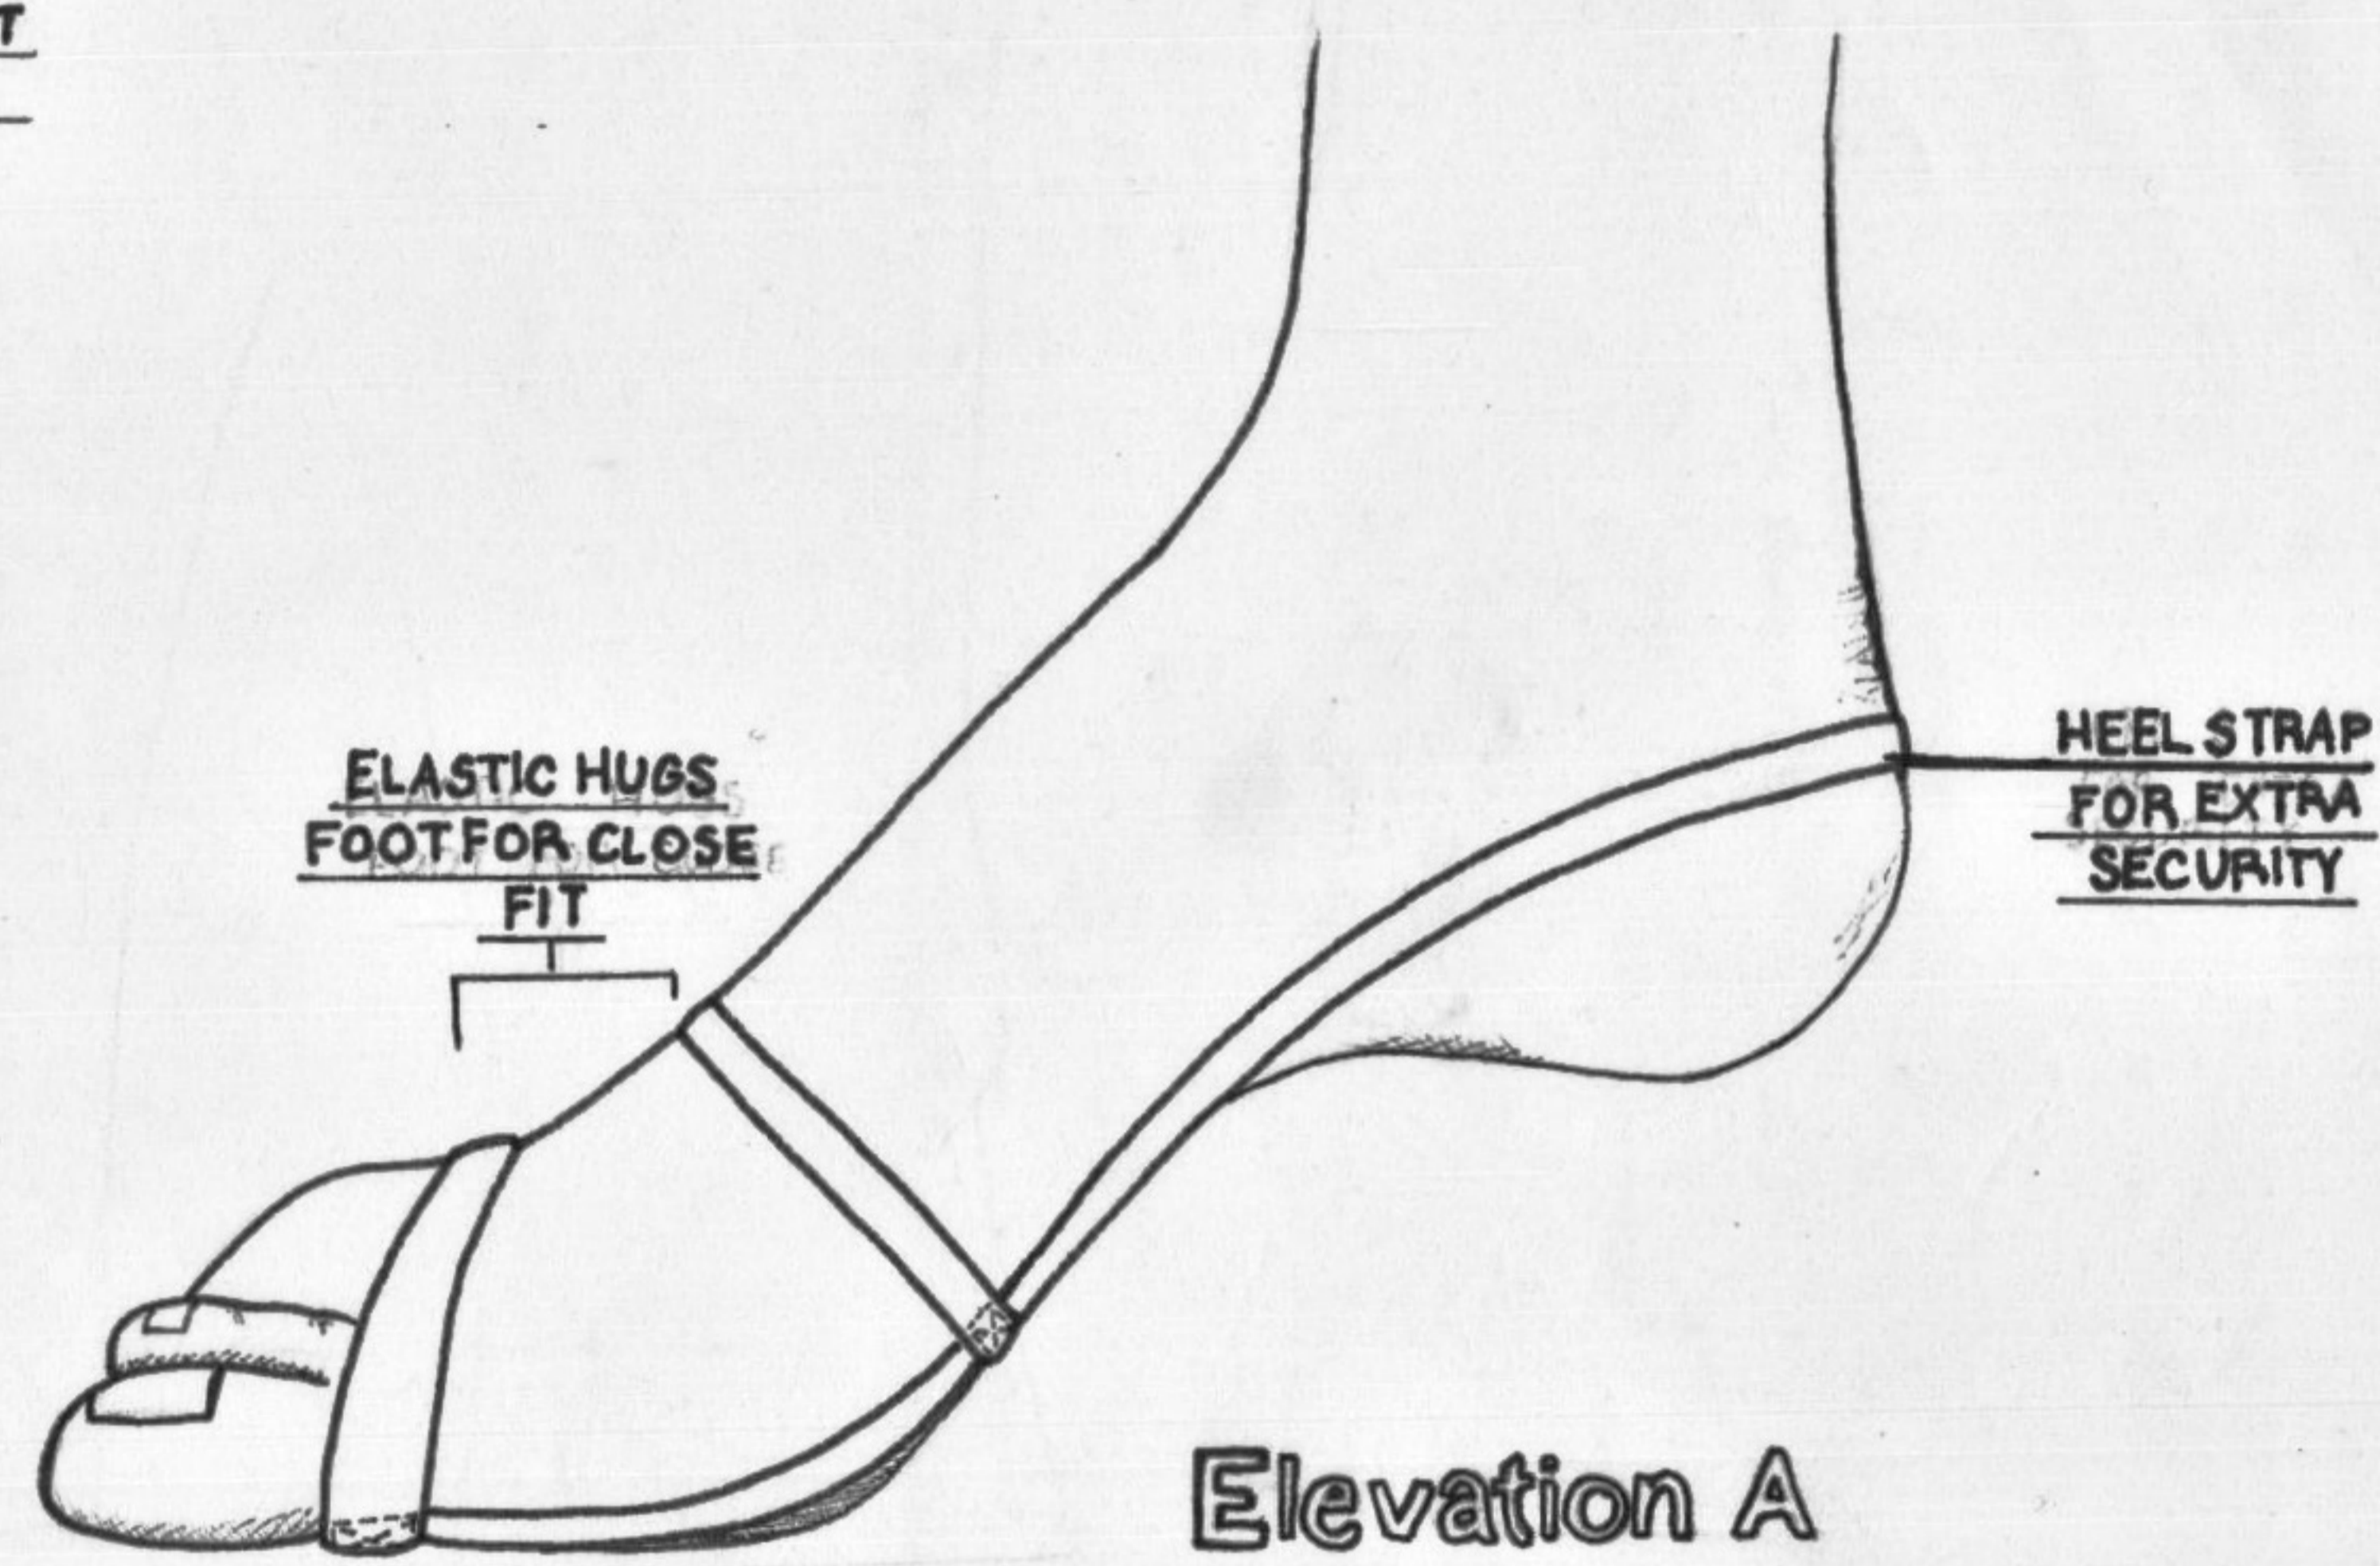 T
ELASTIC HUGS
FOOT FOR CLOSE
FIT
HEEL STRAP
FOR EXTRA
SECURITY
Elevation A